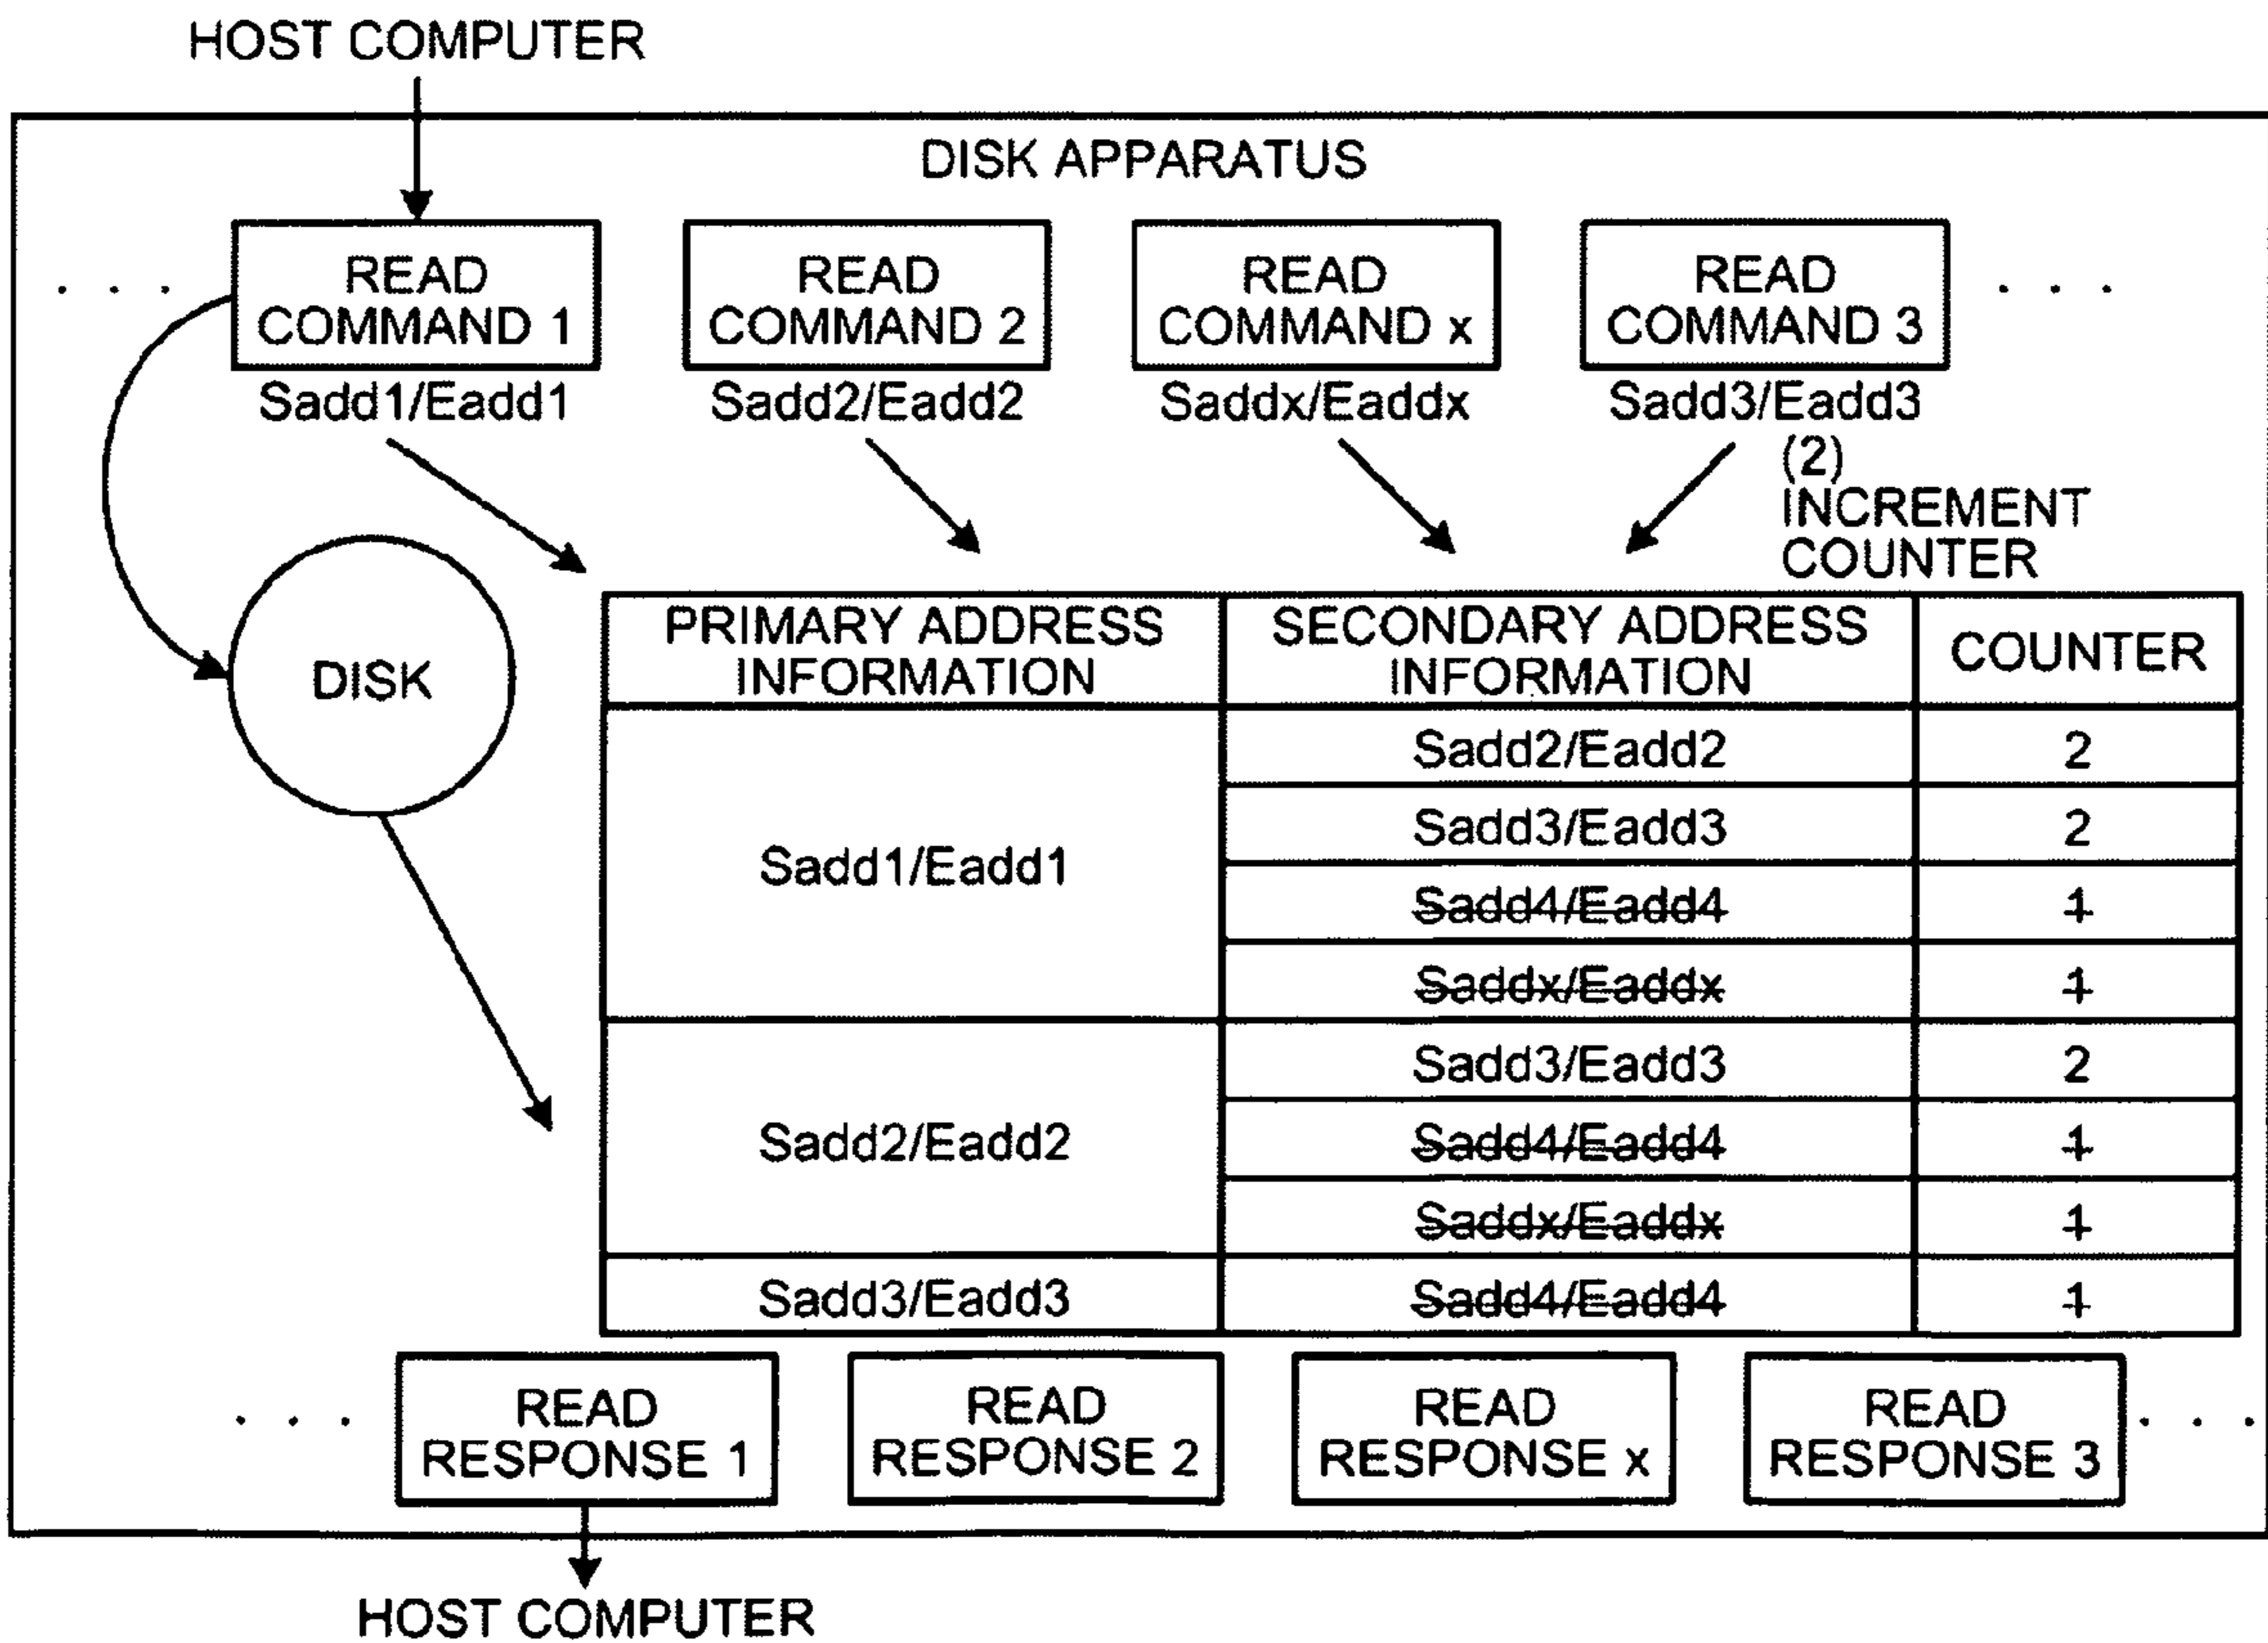 HOST COMPUTER
DISK APPARATUS
. . .
READ
COMMAND 1
READ
COMMAND 2
READ
COMMAND x
READ
COMMAND 3
. . .
Sadd1/Eadd1
Sadd2/Eadd2
Saddx/Eaddx
Sadd3/Eadd3
(2)
INCREMENT
COUNTER
DISK
PRIMARY ADDRESS
INFORMATION
SECONDARY ADDRESS
INFORMATION
COUNTER
Sadd1/Eadd1
Sadd2/Eadd2
2
Sadd3/Eadd3
2
Sadd4/Eadd4
1
Saddx/Eaddx
1
Sadd2/Eadd2
Sadd3/Eadd3
2
Sadd4/Eadd4
1
Saddx/Eaddx
1
Sadd3/Eadd3
Sadd4/Eadd4
1
. . .
READ
RESPONSE 1
READ
RESPONSE 2
READ
RESPONSE x
READ
RESPONSE 3
. . .
HOST COMPUTER